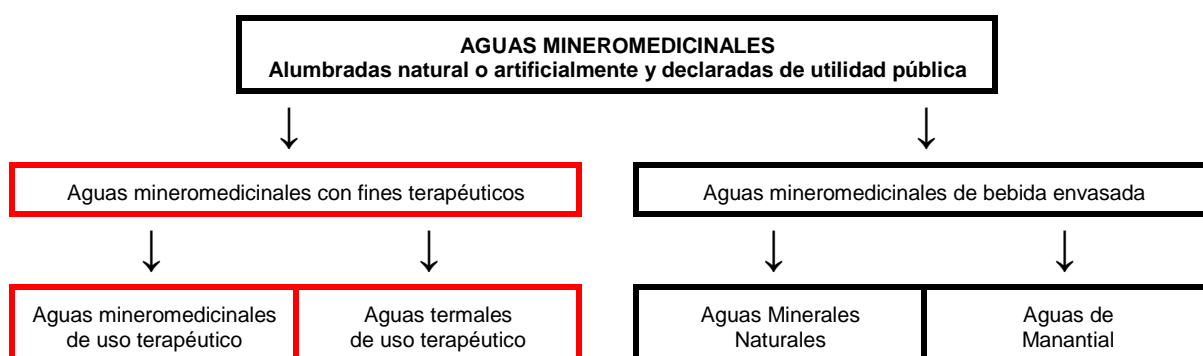 AGUAS MINEROMEDICINALES
Alumbradas natural o artificialmente y declaradas de utilidad pública
Aguas mineromedicinales con fines terapéuticos
Aguas mineromedicinales de bebida envasada
Aguas mineromedicinales
de uso terapéutico
Aguas termales
de uso terapéutico
Aguas Minerales
Naturales
Aguas de
Manantial